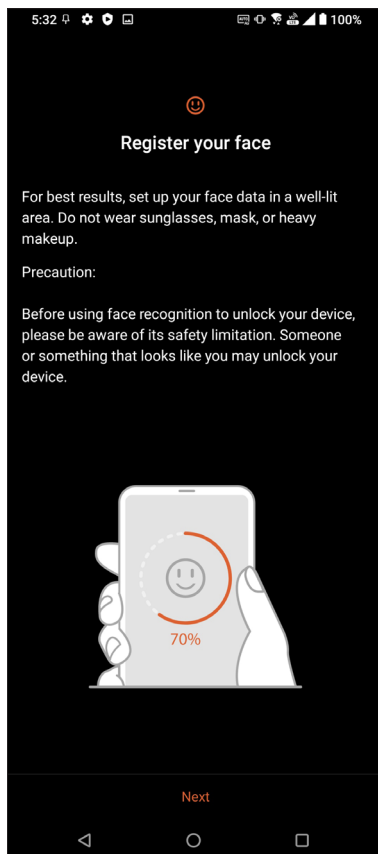 5:32 100%
Register your face
For best results, set up your face data in a well-lit
area. Do not wear sunglasses, mask, or heavy
makeup.
Precaution:
Before using face recognition to unlock your device,
please be aware of its safety limitation. Someone
or something that looks like you may unlock your
device.
70%
Next